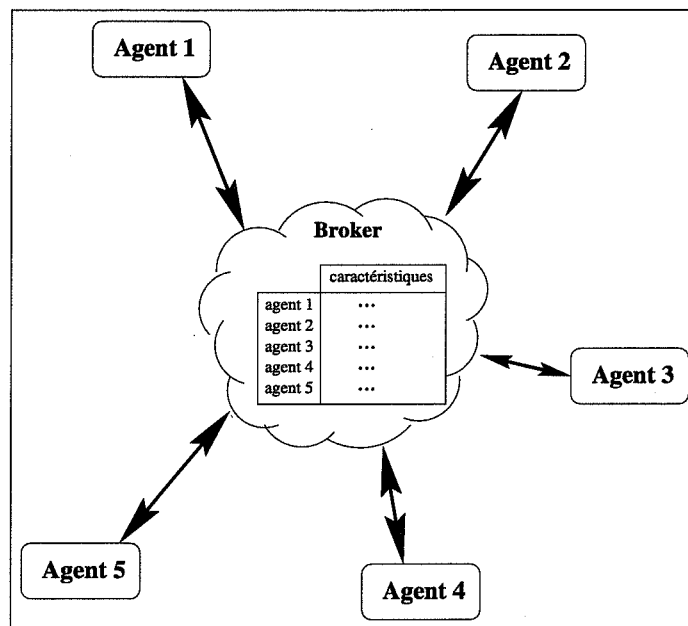 Agent 1
Agent 2
Broker
caractéristiques
agent 1 ...
agent 2 ...
agent 3 ...
agent 4 ...
agent 5 ...
Agent 3
Agent 5
Agent 4